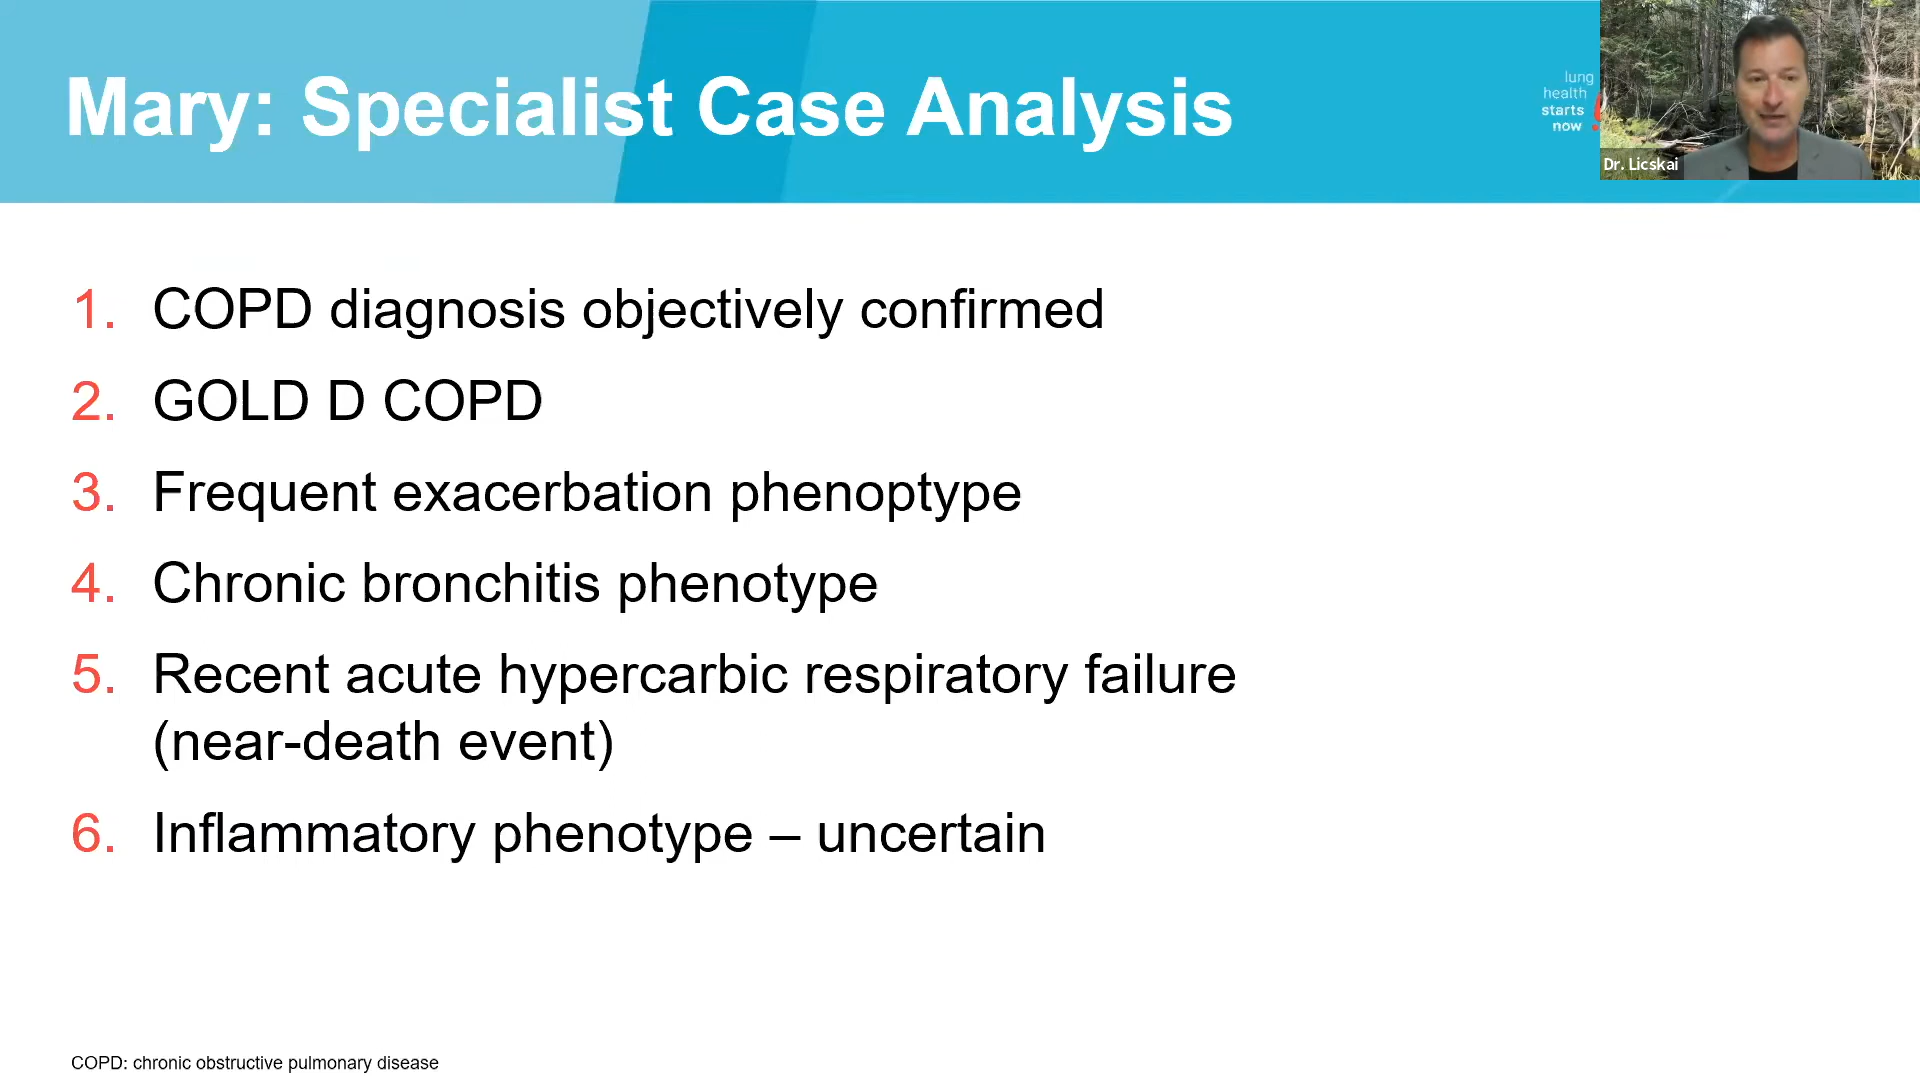 Mary: Specialist Case Analysis
lung
health
starts
now
Dr. Licskai
1. COPD diagnosis objectively confirmed
2. GOLD D COPD
3. Frequent exacerbation phenoptype
4. Chronic bronchitis phenotype
5. Recent acute hypercarbic respiratory failure
(near-death event)
6. Inflammatory phenotype – uncertain
COPD: chronic obstructive pulmonary disease